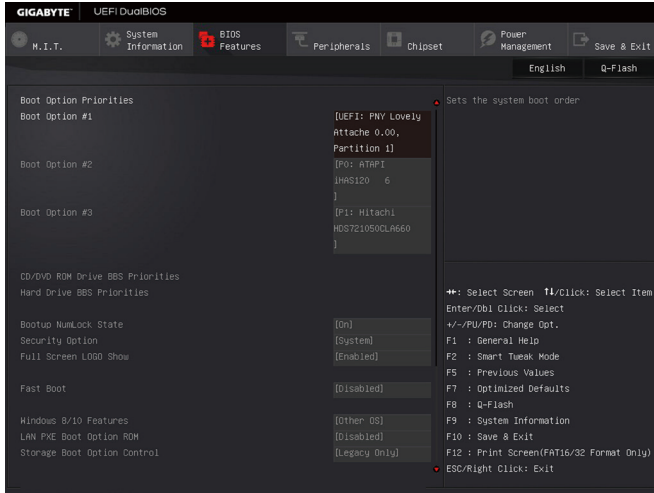 GIGABYTE™ UEFI DualBIOS
M.I.T.
System Information
BIOS Features
Peripherals
Chipset
Power Management
Save & Exit
English Q-Flash
Boot Option Priorities
Boot Option #1 [UEFI: PNY Lovely
Attache 0.00,
Partition 1]
Boot Option #2 [P0: ATAPI
iHAS120 6
]
Boot Option #3 [P1: Hitachi
HDS721050CLA660
]
CD/DVD ROM Drive BBS Priorities
Hard Drive BBS Priorities
Bootup NumLock State [On]
Security Option [System]
Full Screen LOGO Show [Enabled]
Fast Boot [Disabled]
Windows 8/10 Features [Other OS]
LAN PXE Boot Option ROM [Disabled]
Storage Boot Option Control [Legacy Only]
Sets the system boot order
→←: Select Screen ↑↓/Click: Select Item
Enter/Dbl Click: Select
+/-/PU/PD: Change Opt.
F1 : General Help
F2 : Smart Tweak Mode
F5 : Previous Values
F7 : Optimized Defaults
F8 : Q-Flash
F9 : System Information
F10 : Save & Exit
F12 : Print Screen(FAT16/32 Format Only)
ESC/Right Click: Exit